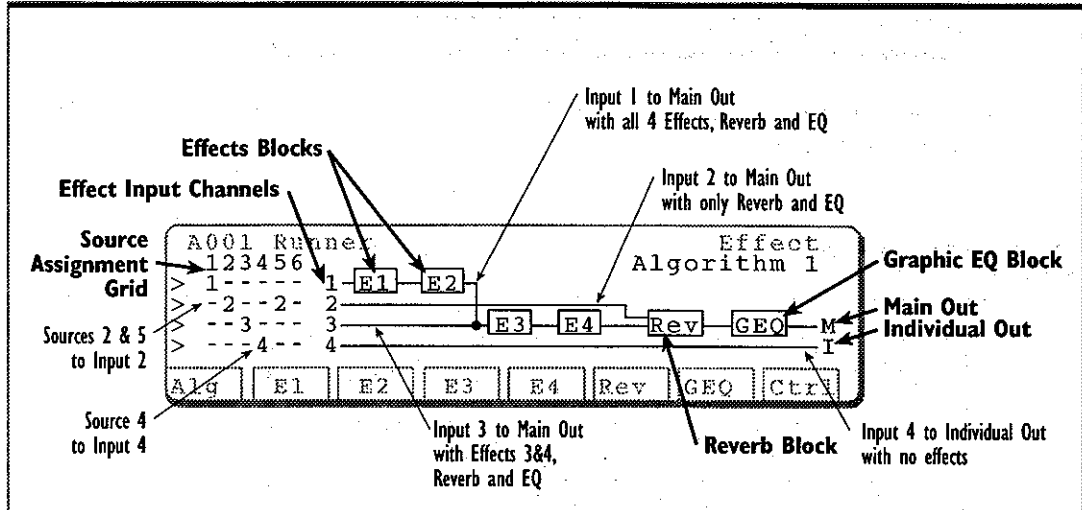 Input 1 to Main Out
with all 4 Effects, Reverb and EQ
Effects Blocks
Input 2 to Main Out
with only Reverb and EQ
Effect Input Channels
Source
Assignment
Grid
A001 Runner
Effect
123456
Algorithm 1
Graphic EQ Block
> 1----- 1 E1 E2
Main Out
> -2--2- 2
Individual Out
> --3--- 3 E3 E4 Rev GEQ M
> ---4-- 4 I
Sources 2 & 5
to Input 2
Alg E1 E2 E3 E4 Rev GEQ Ctrl
Source 4
to Input 4
Input 3 to Main Out
with Effects 3&4,
Reverb and EQ
Reverb Block
Input 4 to Individual Out
with no effects